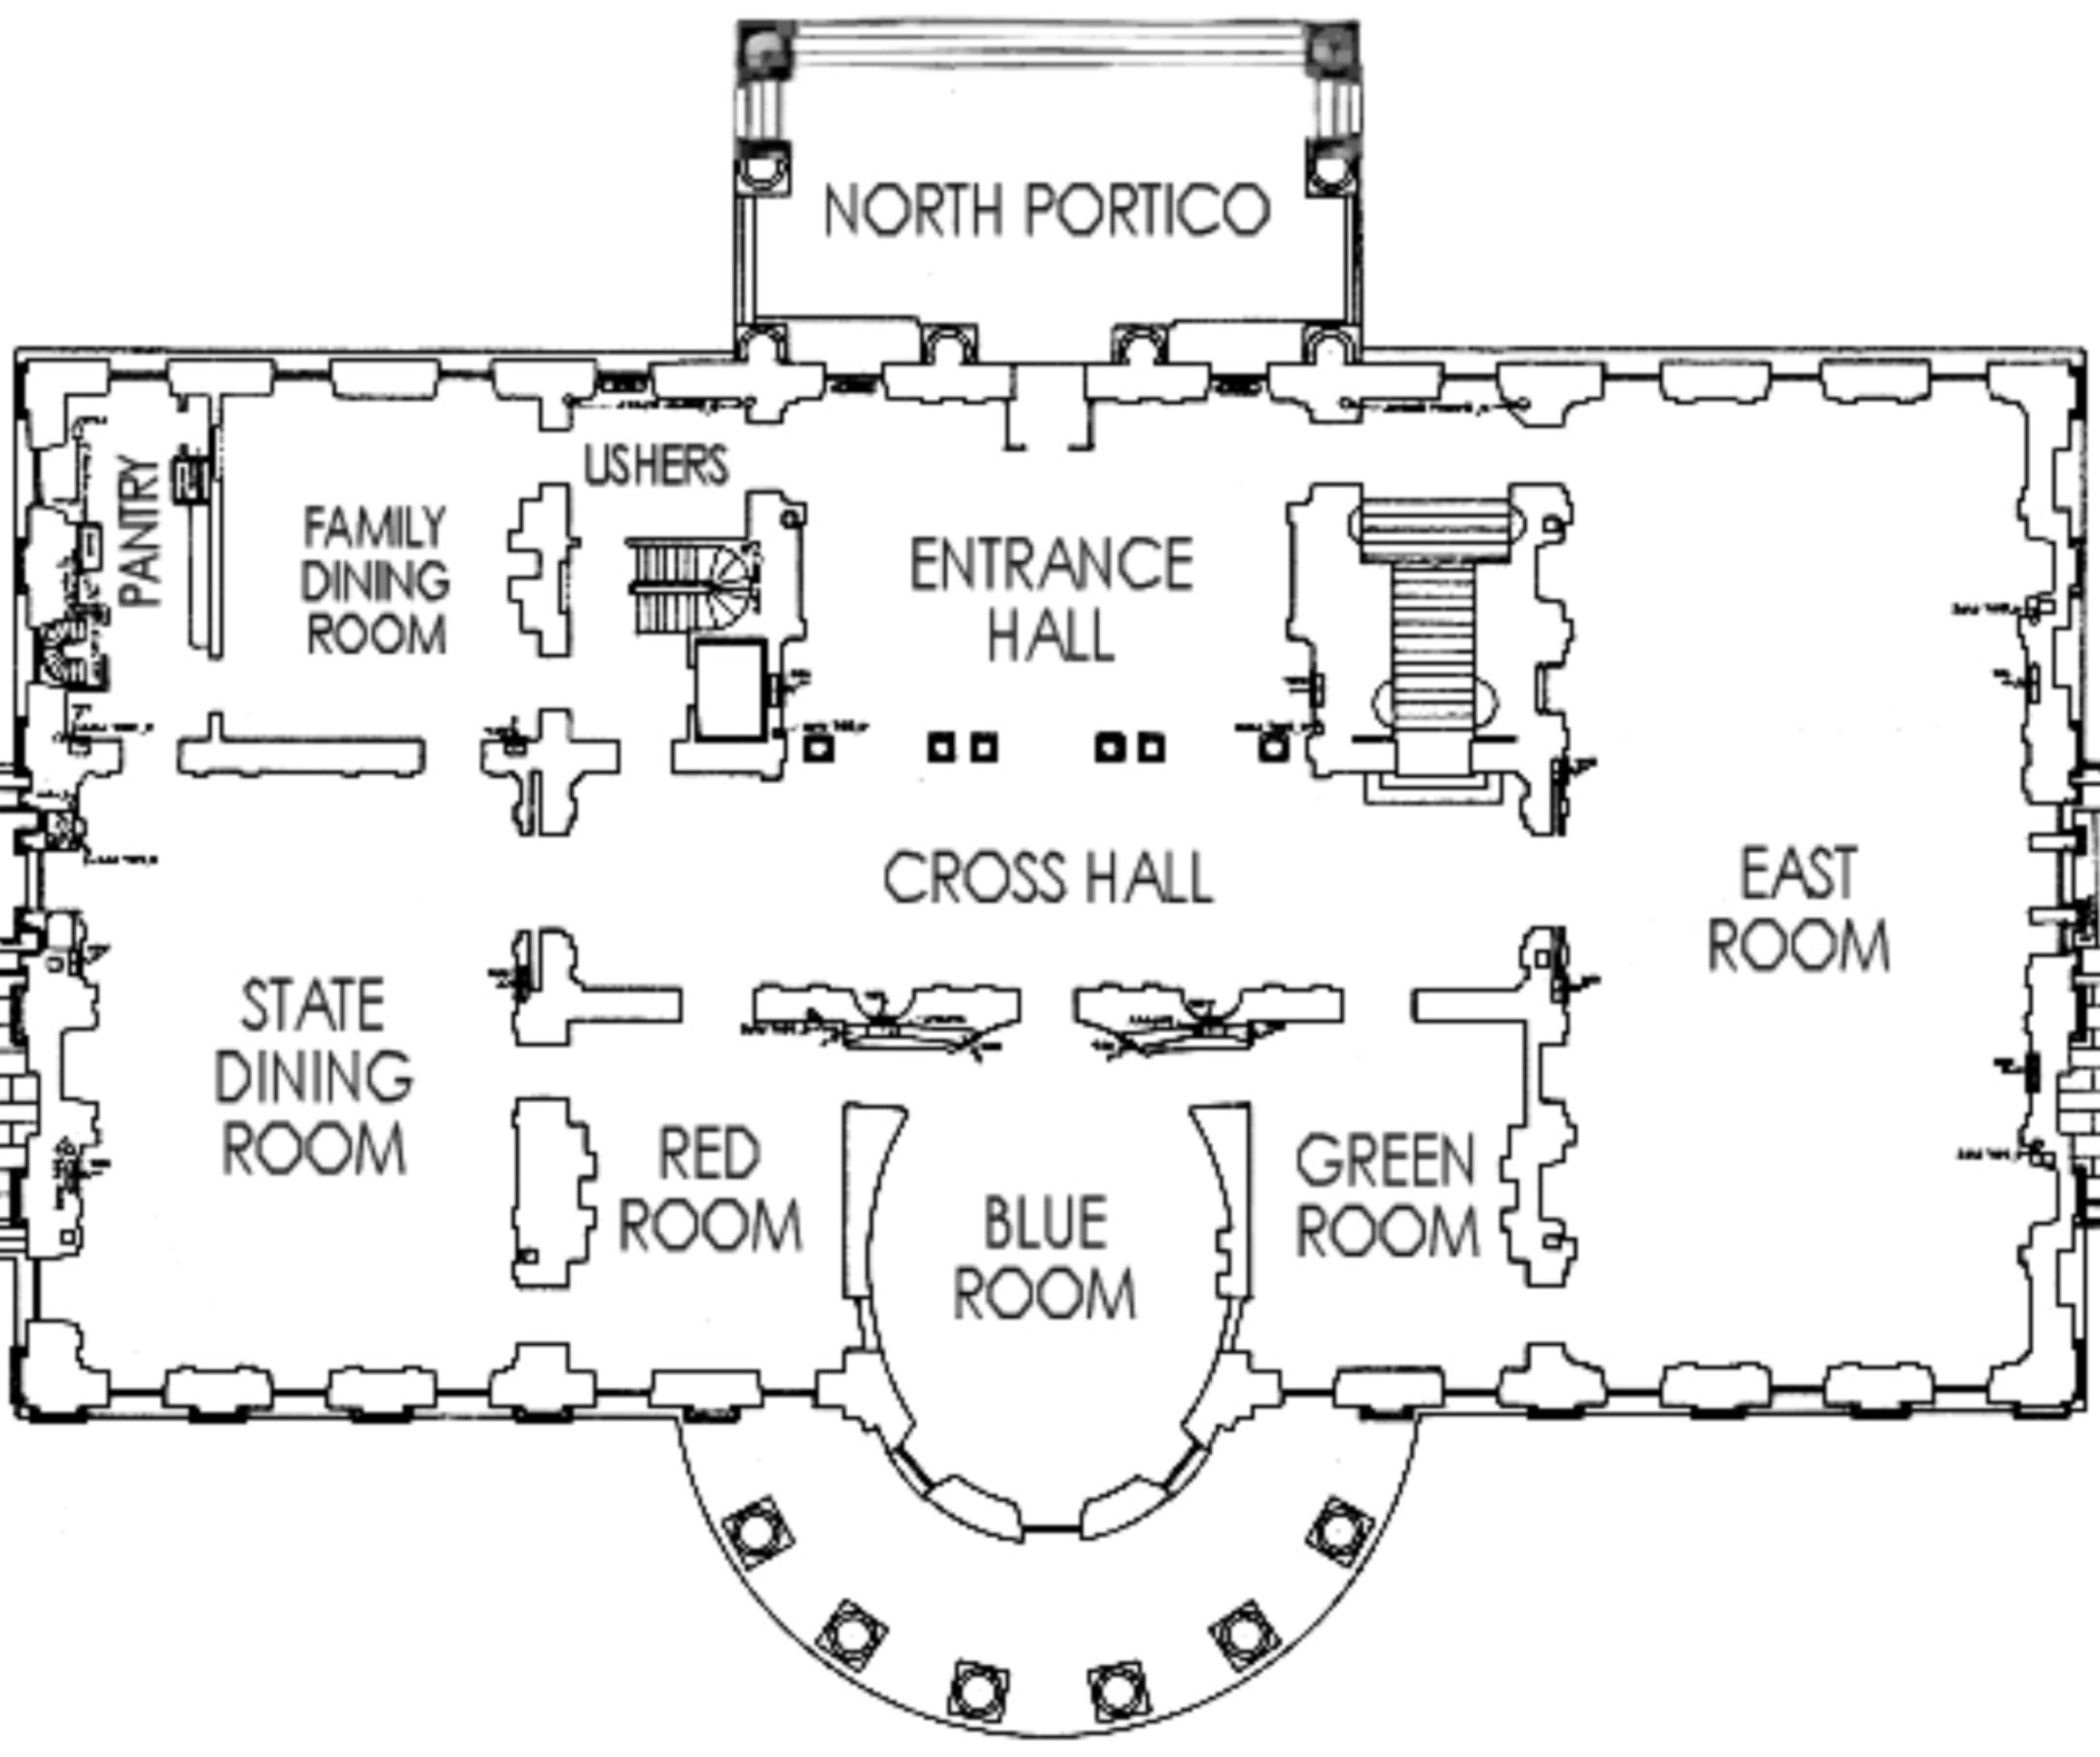 NORTH PORTICO
USHERS
PANTRY
FAMILY
DINING
ROOM
ENTRANCE
HALL
CROSS HALL
EAST
ROOM
STATE
DINING
ROOM
RED
ROOM
BLUE
ROOM
GREEN
ROOM